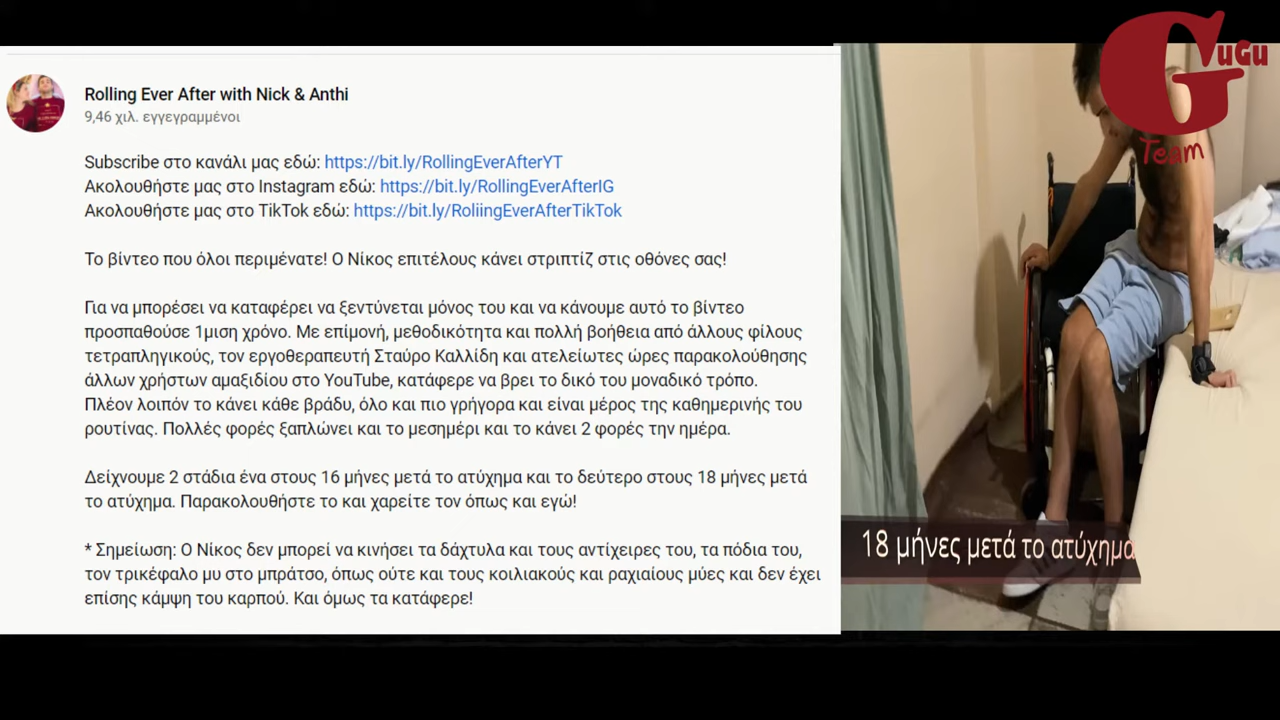 Rolling Ever After with Nick & Anthi
9,46 χιλ. εγγεγραμμένοι
Subscribe στο κανάλι μας εδώ: https://bit.ly/RollingEverAfterYT
Ακολουθήστε μας στο Instagram εδώ: https://bit.ly/RollingEverAfterIG
Ακολουθήστε μας στο TikTok εδώ: https://bit.ly/RoliingEverAfterTikTok
Το βίντεο που όλοι περιμένατε! Ο Νίκος επιτέλους κάνει στριπτίζ στις οθόνες σας!
Για να μπορέσει να καταφέρει να ξεντύνεται μόνος του και να κάνουμε αυτό το βίντεο
προσπαθούσε 1μιση χρόνο. Με επιμονή, μεθοδικότητα και πολλή βοήθεια από άλλους φίλους
τετραπληγικούς, τον εργοθεραπευτή Σταύρο Καλλίδη και ατελείωτες ώρες παρακολούθησης
άλλων χρήστων αμαξιδίου στο YouTube, κατάφερε να βρει το δικό του μοναδικό τρόπο.
Πλέον λοιπόν το κάνει κάθε βράδυ, όλο και πιο γρήγορα και είναι μέρος της καθημερινής του
ρουτίνας. Πολλές φορές ξαπλώνει και το μεσημέρι και το κάνει 2 φορές την ημέρα.
Δείχνουμε 2 στάδια ένα στους 16 μήνες μετά το ατύχημα και το δεύτερο στους 18 μήνες μετά
το ατύχημα. Παρακολουθήστε το και χαρείτε τον όπως και εγώ!
* Σημείωση: Ο Νίκος δεν μπορεί να κινήσει τα δάχτυλα και τους αντίχειρες του, τα πόδια του,
τον τρικέφαλο μυ στο μπράτσο, όπως ούτε και τους κοιλιακούς και ραχιαίους μύες και δεν έχει
επίσης κάμψη του καρπού. Και όμως τα κατάφερε!
18 μήνες μετά το ατύχημα
GuGu
Team